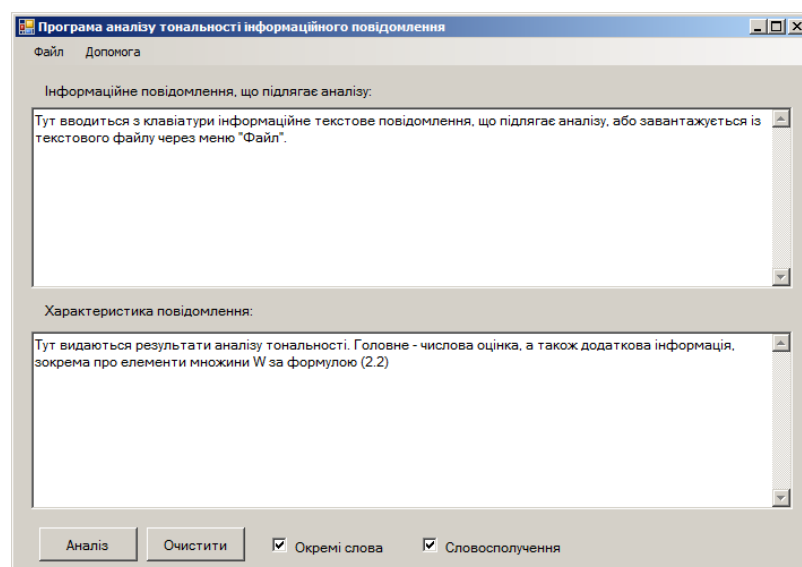 Програма аналізу тональності інформаційного повідомлення
Файл Допомога
Інформаційне повідомлення, що підлягає аналізу:
Тут вводиться з клавіатури інформаційне текстове повідомлення, що підлягає аналізу, або завантажується із
текстового файлу через меню "Файл".
Характеристика повідомлення:
Тут видаються результати аналізу тональності. Головне - числова оцінка, а також додаткова інформація,
зокрема про елементи множини W за формулою (2.2)
Аналіз Очистити Окремі слова Словосполучення